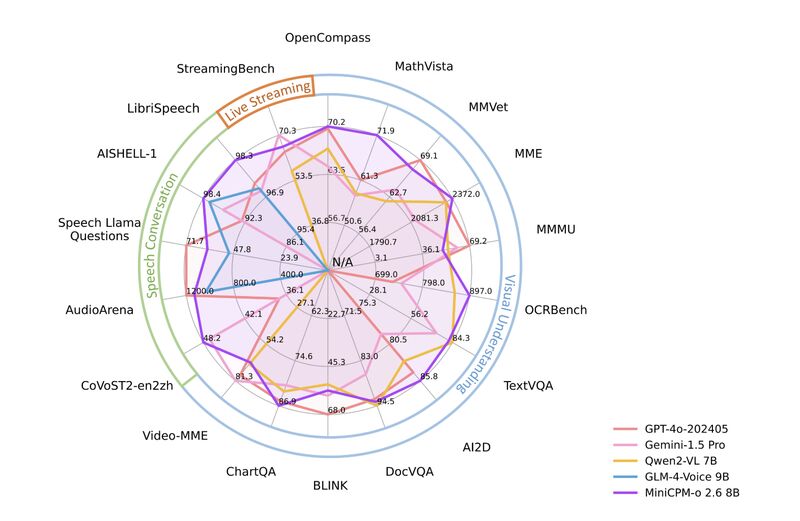 OpenCompass
StreamingBench
MathVista
Live Streaming
LibriSpeech
MMVet
AISHELL-1
MME
Speech Llama
Questions
MMMU
Speech Conversation
Visual Understanding
AudioArena
OCRBench
CoVoST2-en2zh
TextVQA
Video-MME
AI2D
ChartQA
DocVQA
BLINK
70.2
70.3
71.9
98.3
69.1
63.5
53.5
62.7
98.4
96.9
2372.0
36.8
56.7
50.6
92.3
95.4
56.4
2081.3
71.7
86.1
1790.7
69.2
47.8
23.9
3.1
36.1
N/A
1200.0
800.0
400.0
699.0
798.0
897.0
36.1
28.1
42.1
27.1
62.3
22.7
71.5
75.3
56.2
48.2
54.2
80.5
84.3
74.6
45.3
83.0
81.3
85.8
86.9
68.0
94.5
GPT-4o-202405
Gemini-1.5 Pro
Qwen2-VL 7B
GLM-4-Voice 9B
MiniCPM-o 2.6 8B